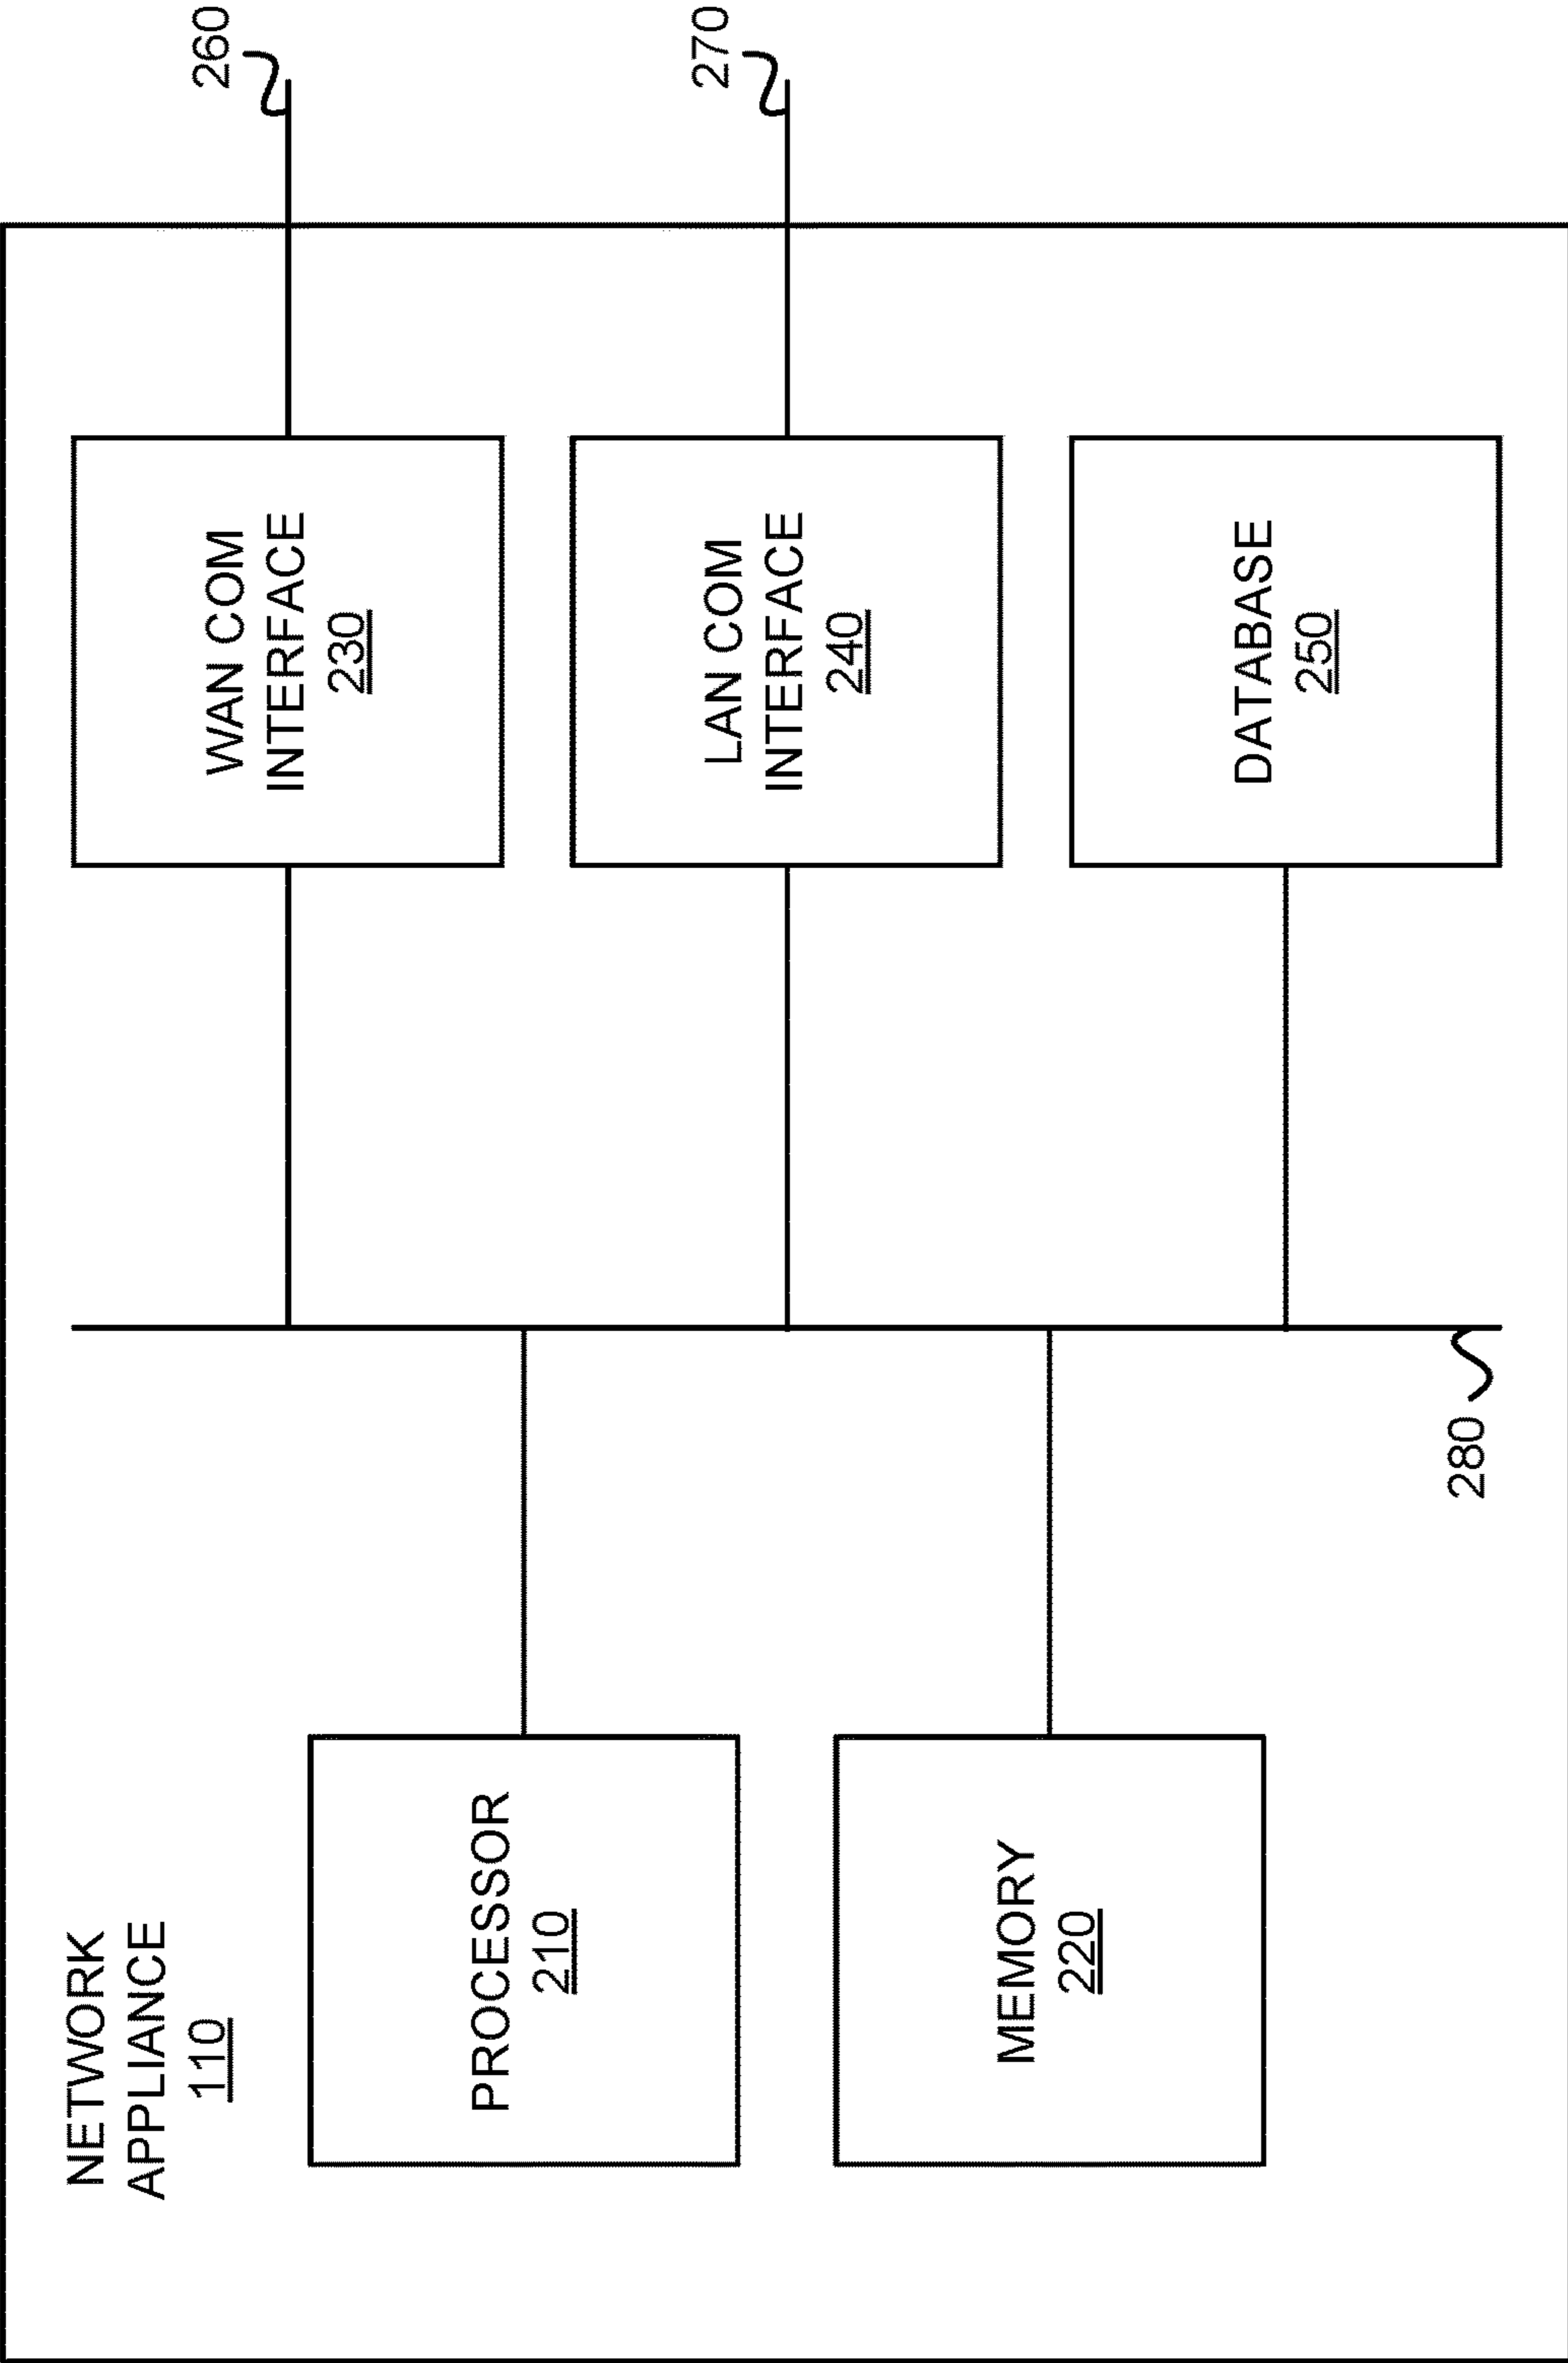 NETWORK
APPLIANCE
110
PROCESSOR
210
MEMORY
220
280
WAN COM
INTERFACE
230
LAN COM
INTERFACE
240
DATABASE
250
260
270